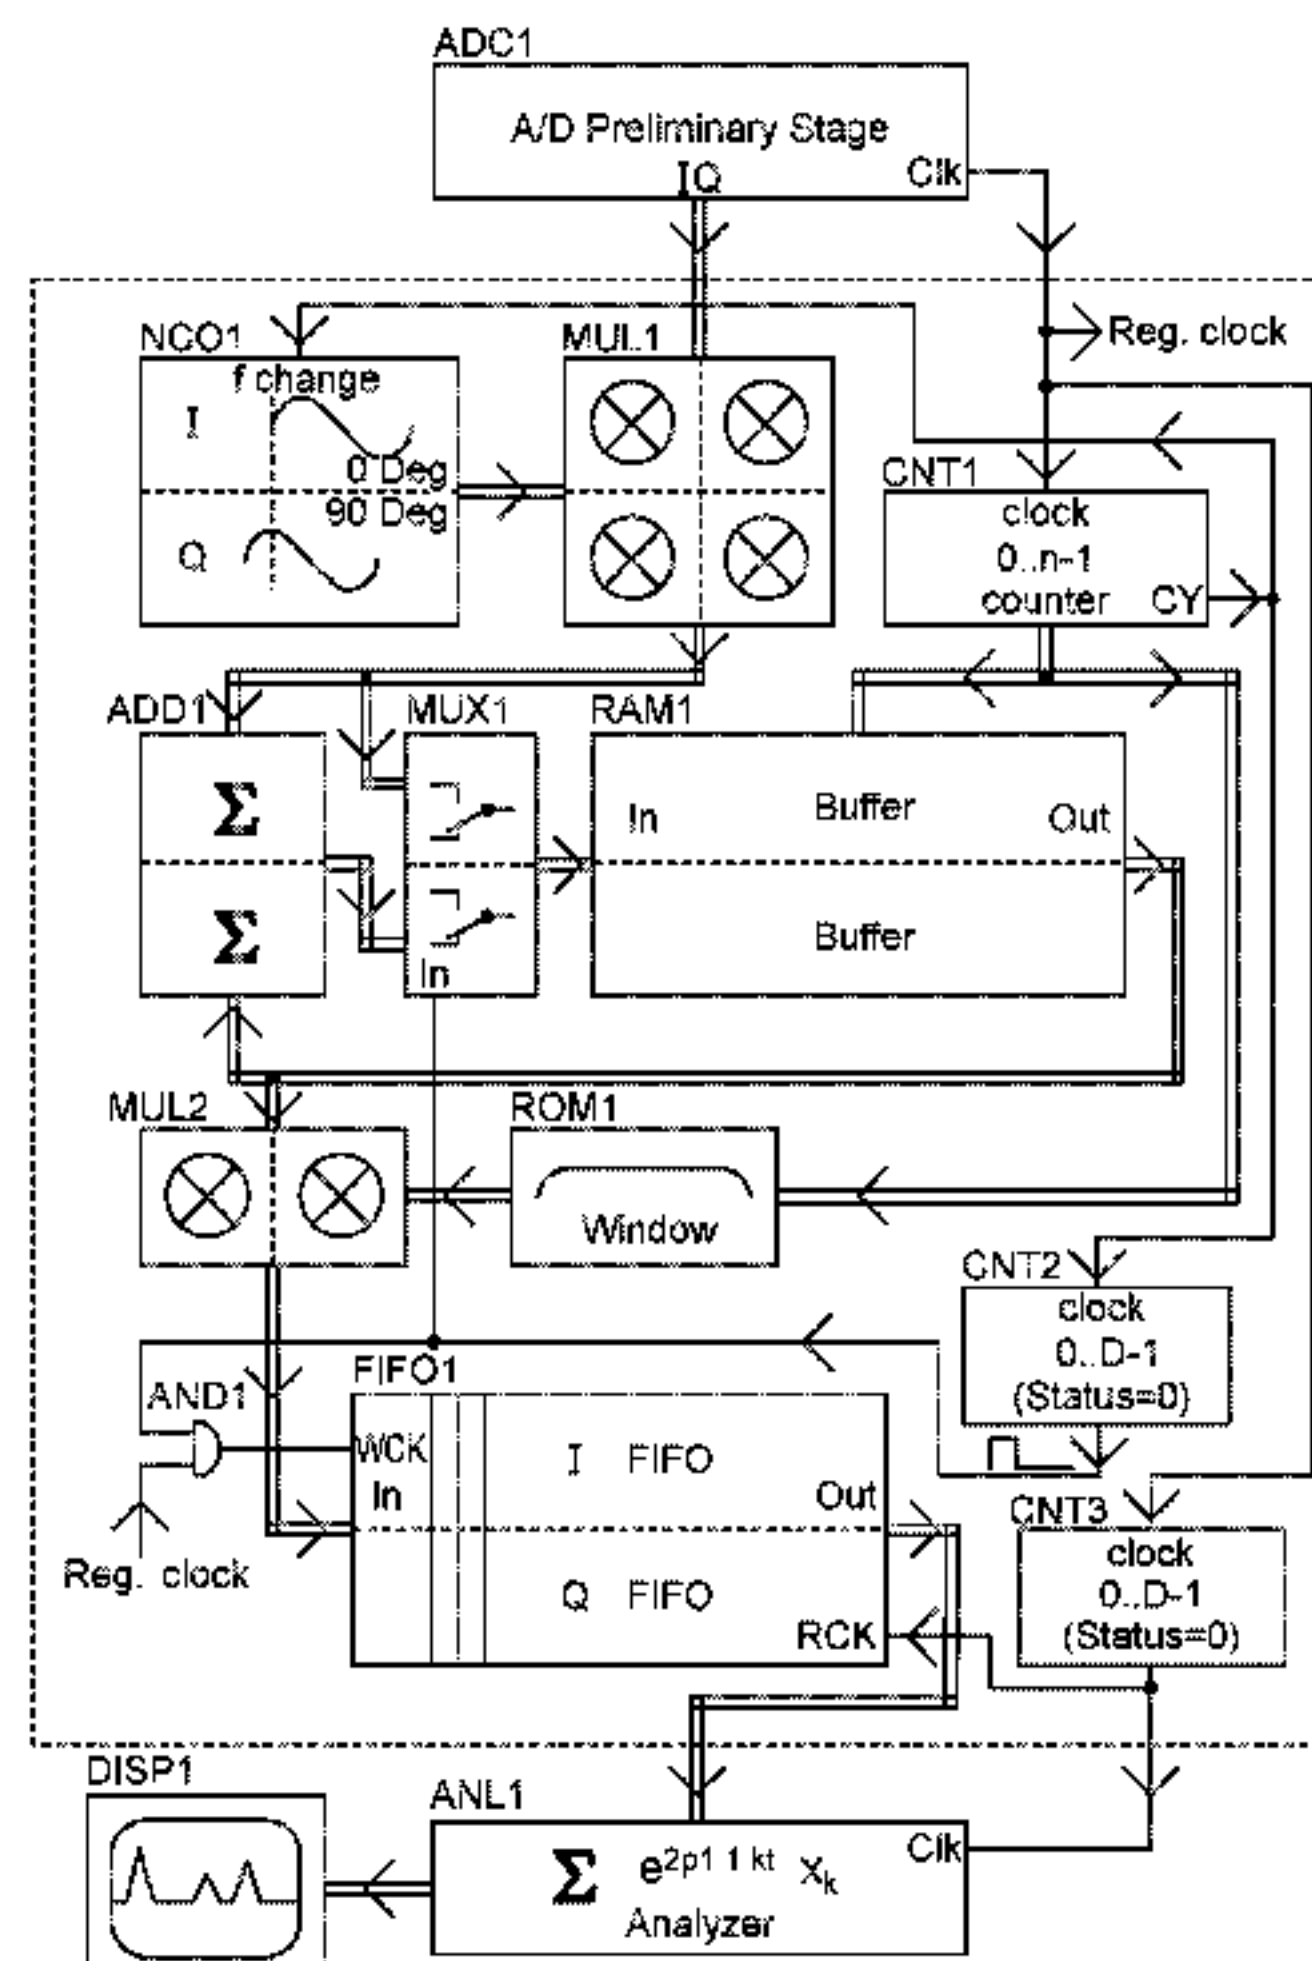 ADC1
A/D Preliminary Stage
IQ
Clk
Reg. clock
NCO1
f change
I
0 Deg
90 Deg
Q
MUL1
CNT1
clock
0..n-1
counter
CY
ADD1
Σ
Σ
MUX1
In
RAM1
In
Buffer
Out
Buffer
MUL2
ROM1
Window
CNT2
clock
0..D-1
(Status=0)
AND1
Reg. clock
FIFO1
WCK
In
I FIFO
Out
Q FIFO
RCK
CNT3
clock
0..D-1
(Status=0)
DISP1
ANL1
Clk
Σ e2p1 1 kt Xk
Analyzer